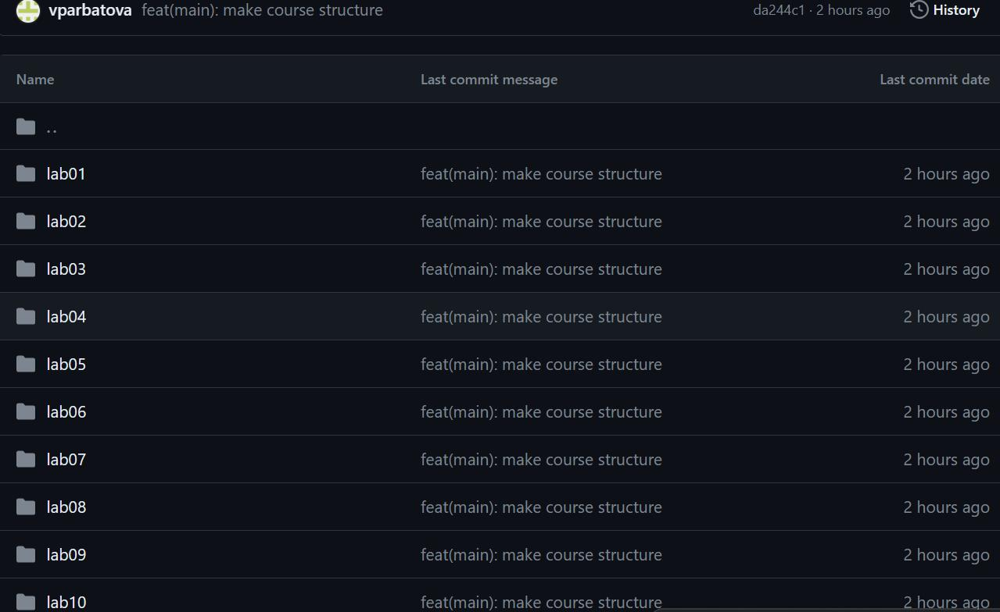 vparbatova feat(main): make course structure da244c1 · 2 hours ago History
Name Last commit message Last commit date
..
lab01 feat(main): make course structure 2 hours ago
lab02 feat(main): make course structure 2 hours ago
lab03 feat(main): make course structure 2 hours ago
lab04 feat(main): make course structure 2 hours ago
lab05 feat(main): make course structure 2 hours ago
lab06 feat(main): make course structure 2 hours ago
lab07 feat(main): make course structure 2 hours ago
lab08 feat(main): make course structure 2 hours ago
lab09 feat(main): make course structure 2 hours ago
lab10 feat(main): make course structure 2 hours ago